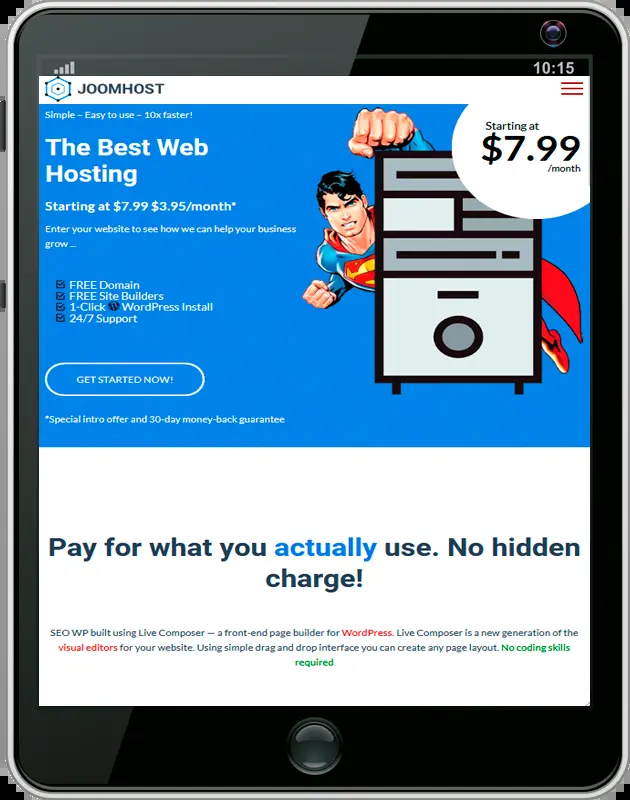 10:15
JOOMHOST
Simple – Easy to use – 10x faster!
Starting at
$7.99
/month
The Best Web
Hosting
Starting at $7.99 $3.95/month*
Enter your website to see how we can help your business
grow ...
FREE Domain
FREE Site Builders
1-Click WordPress Install
24/7 Support
GET STARTED NOW!
*Special intro offer and 30-day money-back guarantee
Pay for what you actually use. No hidden
charge!
SEO WP built using Live Composer — a front-end page builder for WordPress. Live Composer is a new generation of the
visual editors for your website. Using simple drag and drop interface you can create any page layout. No coding skills
required